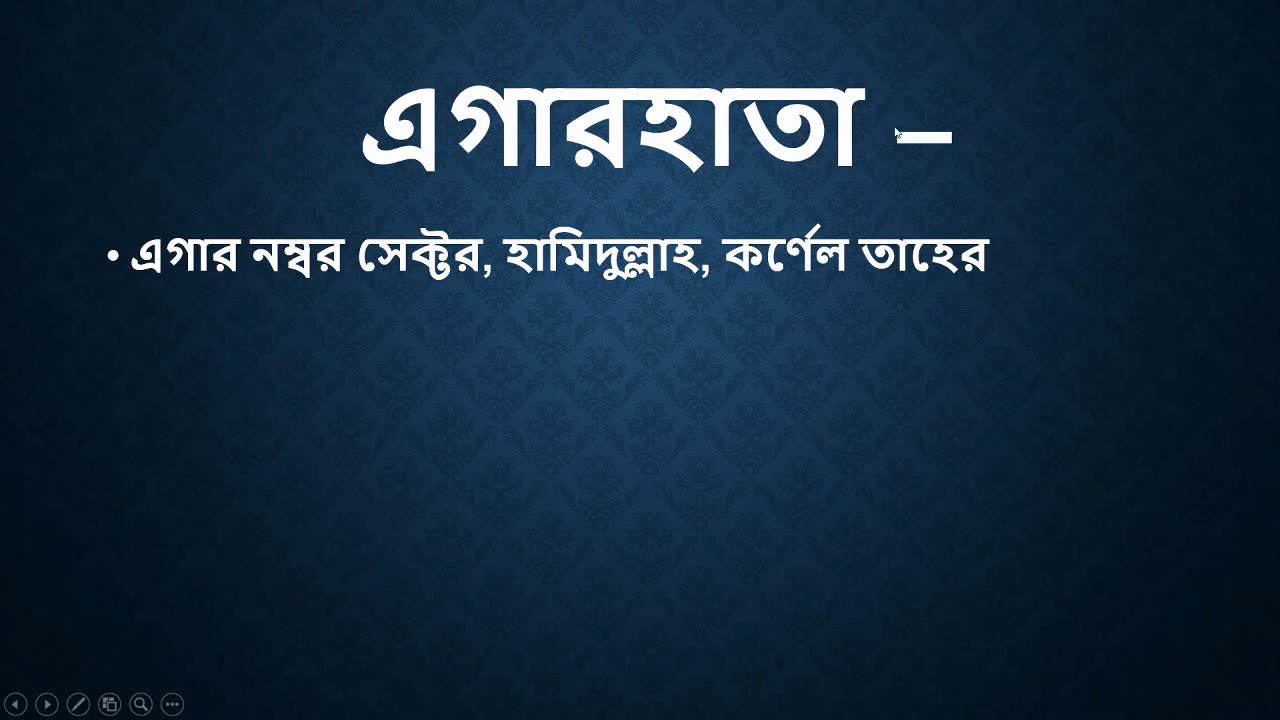 এগারহাতা –
• এগার নম্বর সেক্টর, হামিদুল্লাহ, কর্ণেল তাহের